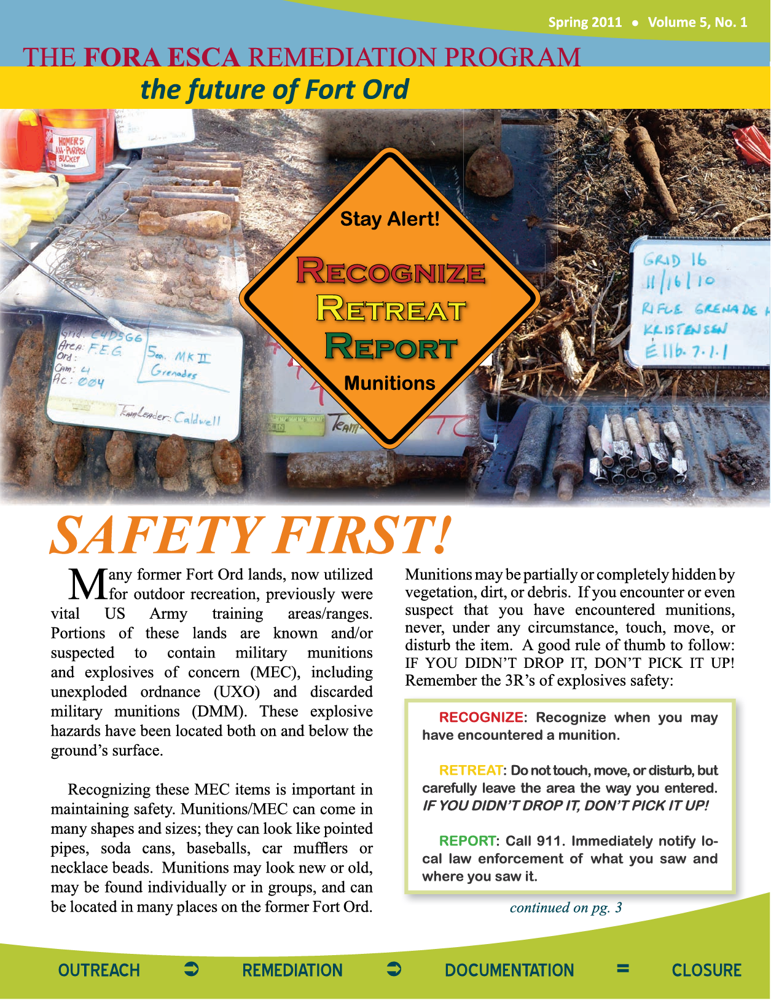 Spring 2011 ● Volume 5, No. 1
THE FORA ESCA REMEDIATION PROGRAM
the future of Fort Ord
HOMER'S
ALL-PURPOSE
BUCKET
5 Gallons
Stay Alert!
RECOGNIZE
RETREAT
REPORT
Munitions
GRID 16
11/16/10
RIFLE GRENADE
KRISTENSEN
E11b.7.1.1
Grid: C4D5G6
Area: F.E.G.
Ord:
Cam: 4
Ac: 004
5ea. MK II
Grenades
TeamLeader: Caldwell
Team
TC
SAFETY FIRST!
Many former Fort Ord lands, now utilized
for outdoor recreation, previously were
vital US Army training areas/ranges.
Portions of these lands are known and/or
suspected to contain military munitions
and explosives of concern (MEC), including
unexploded ordnance (UXO) and discarded
military munitions (DMM). These explosive
hazards have been located both on and below the
ground's surface.
Recognizing these MEC items is important in
maintaining safety. Munitions/MEC can come in
many shapes and sizes; they can look like pointed
pipes, soda cans, baseballs, car mufflers or
necklace beads. Munitions may look new or old,
may be found individually or in groups, and can
be located in many places on the former Fort Ord.
Munitions may be partially or completely hidden by
vegetation, dirt, or debris. If you encounter or even
suspect that you have encountered munitions,
never, under any circumstance, touch, move, or
disturb the item. A good rule of thumb to follow:
IF YOU DIDN'T DROP IT, DON'T PICK IT UP!
Remember the 3R's of explosives safety:
RECOGNIZE: Recognize when you may
have encountered a munition.
RETREAT: Do not touch, move, or disturb, but
carefully leave the area the way you entered.
IF YOU DIDN'T DROP IT, DON'T PICK IT UP!
REPORT: Call 911. Immediately notify lo-
cal law enforcement of what you saw and
where you saw it.
continued on pg. 3
OUTREACH ➲ REMEDIATION ➲ DOCUMENTATION = CLOSURE